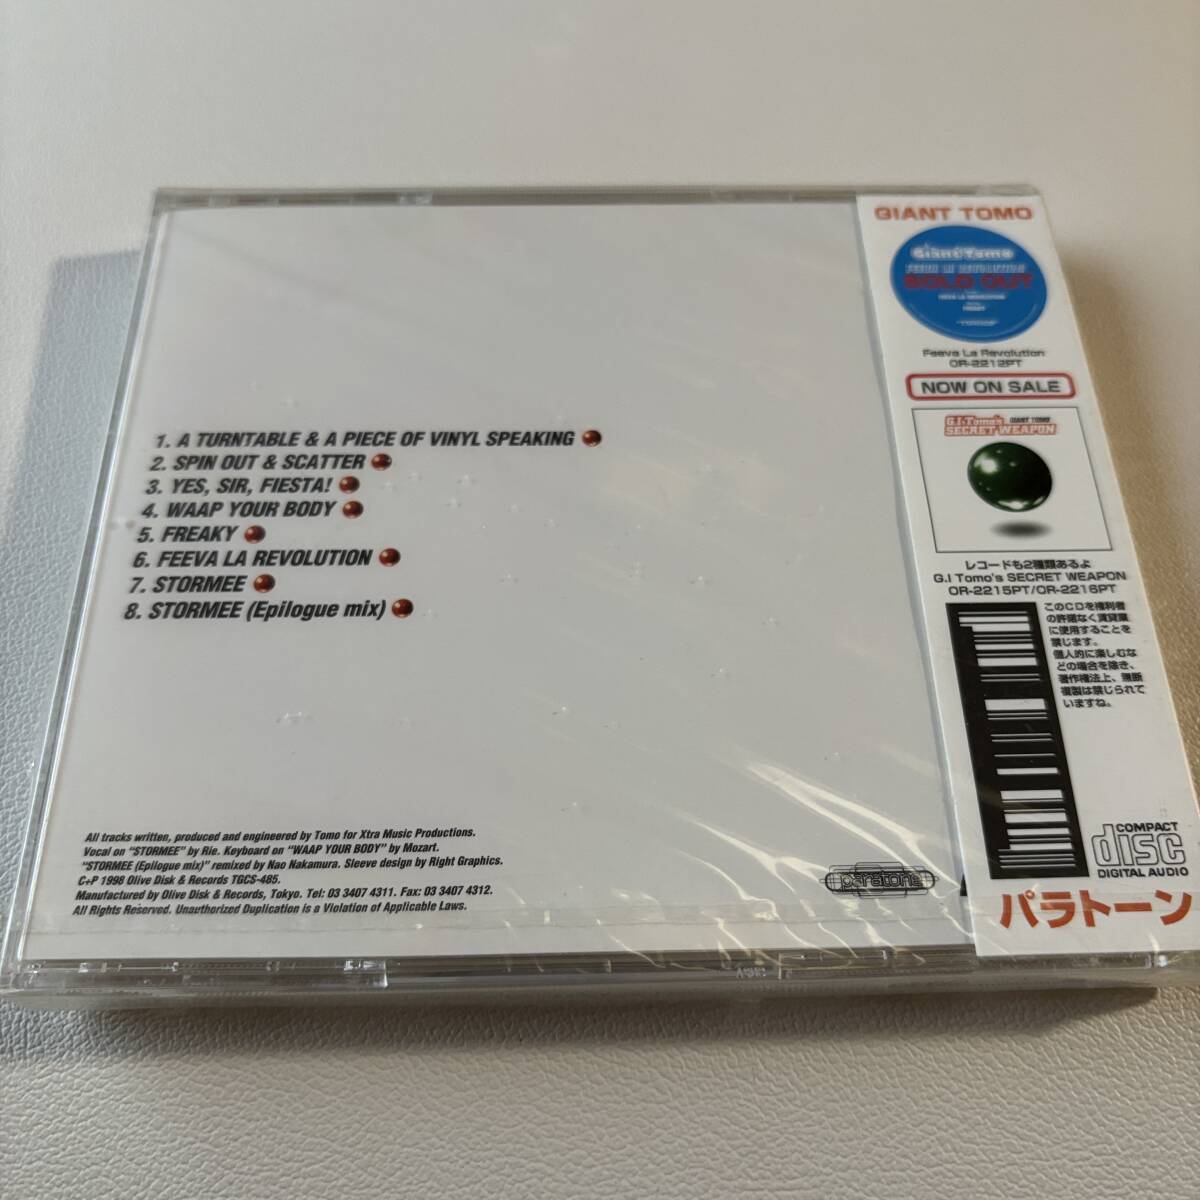 1. A TURNTABLE & A PIECE OF VINYL SPEAKING
2. SPIN OUT & SCATTER
3. YES, SIR, FIESTA!
4. WAAP YOUR BODY
5. FREAKY
6. FEEVA LA REVOLUTION
7. STORMEE
8. STORMEE (Epilogue mix)
All tracks written, produced and engineered by Tomo for Xtra Music Productions.
Vocal on "STORMEE" by Rie. Keyboard on "WAAP YOUR BODY" by Mozart.
"STORMEE (Epilogue mix)" remixed by Nao Nakamura. Sleeve design by Right Graphics.
C+P 1998 Olive Disk & Records TGCS-485.
Manufactured by Olive Disk & Records, Tokyo. Tel: 03 3407 4311. Fax: 03 3407 4312.
All Rights Reserved. Unauthorized Duplication is a Violation of Applicable Laws.
paratone
GIANT TOMO
Giant Tomo
FEEVA LA REVOLUTION
SOLD OUT
FREAKY
Feeva La Revolution
OR-2212PT
NOW ON SALE
G.I.Tomo's GIANT TOMO
SECRET WEAPON
レコードも2種類あるよ
G.I Tomo's SECRET WEAPON
OR-2215PT/OR-2216PT
このCDを権利者
の許諾なく賃貸業
に使用することを
禁じます。
個人的に楽しむな
どの場合を除き、
著作権法上、無断
複製は禁じられて
いますね。
COMPACT
disc
DIGITAL AUDIO
パラトーン